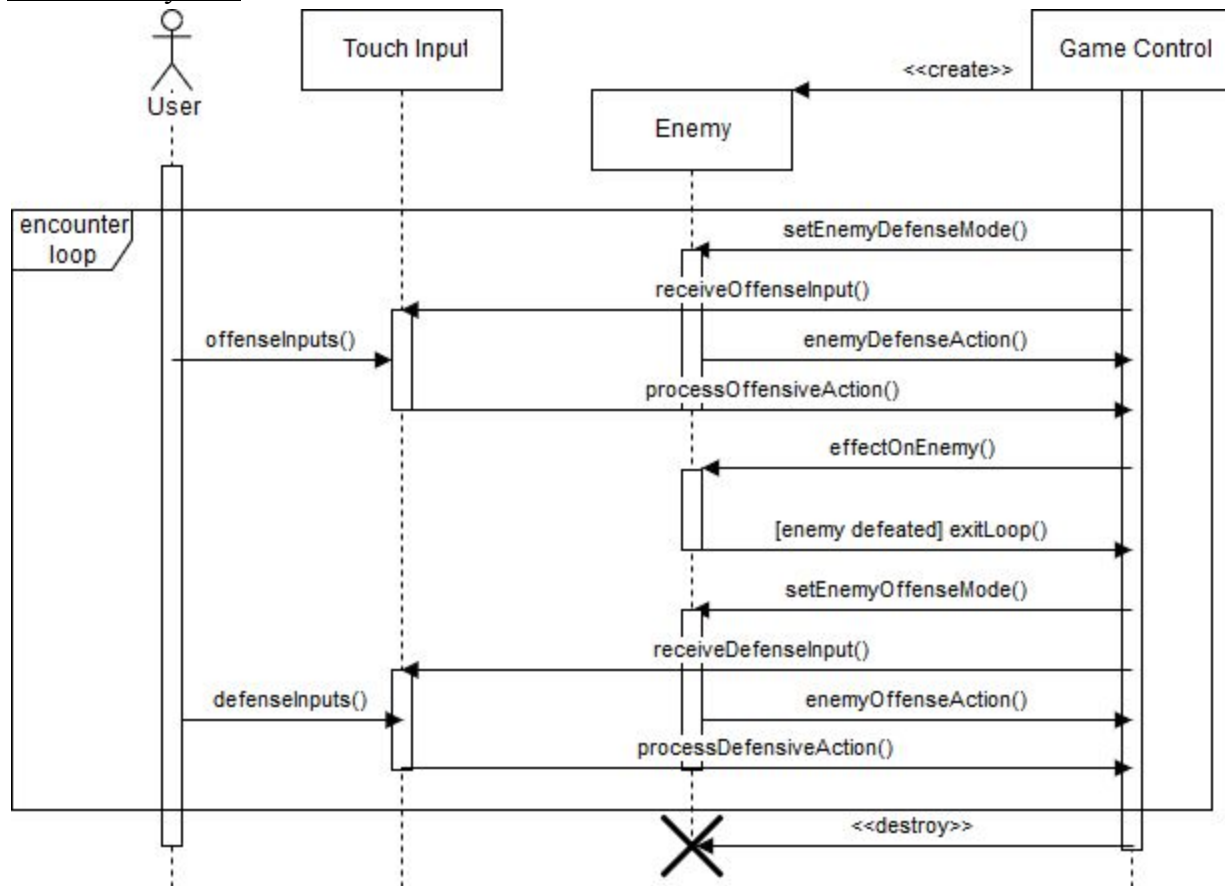 Touch Input
Game Control
<<create>>
User
Enemy
encounter
loop
setEnemyDefenseMode()
receiveOffenseInput()
offenseInputs()
enemyDefenseAction()
processOffensiveAction()
effectOnEnemy()
[enemy defeated] exitLoop()
setEnemyOffenseMode()
receiveDefenseInput()
defenseInputs()
enemyOffenseAction()
processDefensiveAction()
<<destroy>>